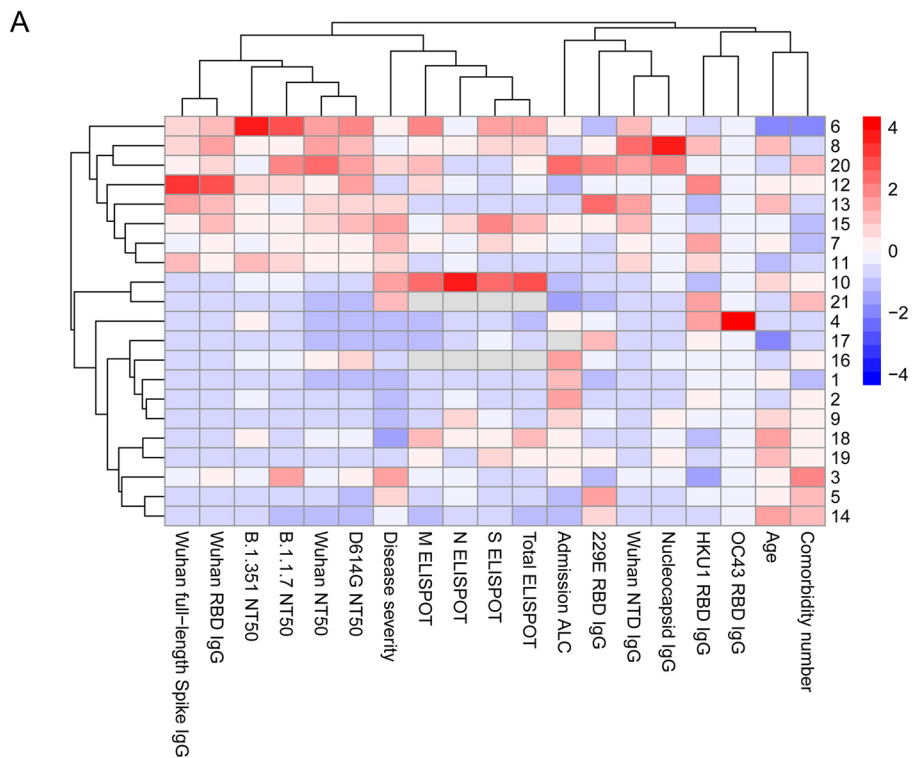 A
6
8
20
12
13
15
7
11
10
21
4
17
16
1
2
9
18
19
3
5
14
4
2
0
−2
−4
Wuhan full−length Spike IgG
Wuhan RBD IgG
B.1.351 NT50
B.1.1.7 NT50
Wuhan NT50
D614G NT50
Disease severity
M ELISPOT
N ELISPOT
S ELISPOT
Total ELISPOT
Admission ALC
229E RBD IgG
Wuhan NTD IgG
Nucleocapsid IgG
HKU1 RBD IgG
OC43 RBD IgG
Age
Comorbidity number